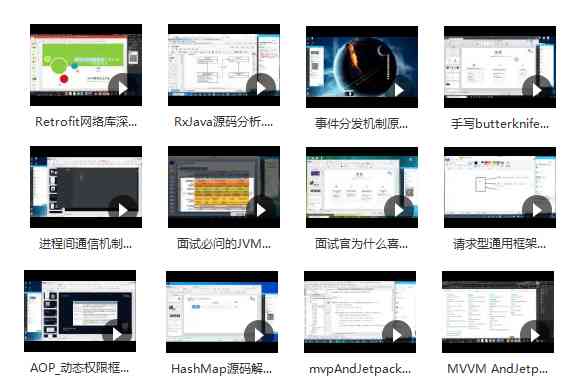 Retrofit网络库深...
RxJava源码分析....
事件分发机制原...
手写butterknife...
进程间通信机制...
面试必问的JVM...
面试官为什么喜...
请求型通用框架...
AOP_动态权限框...
HashMap源码解...
mvpAndJetpack...
MVVM AndJetp...